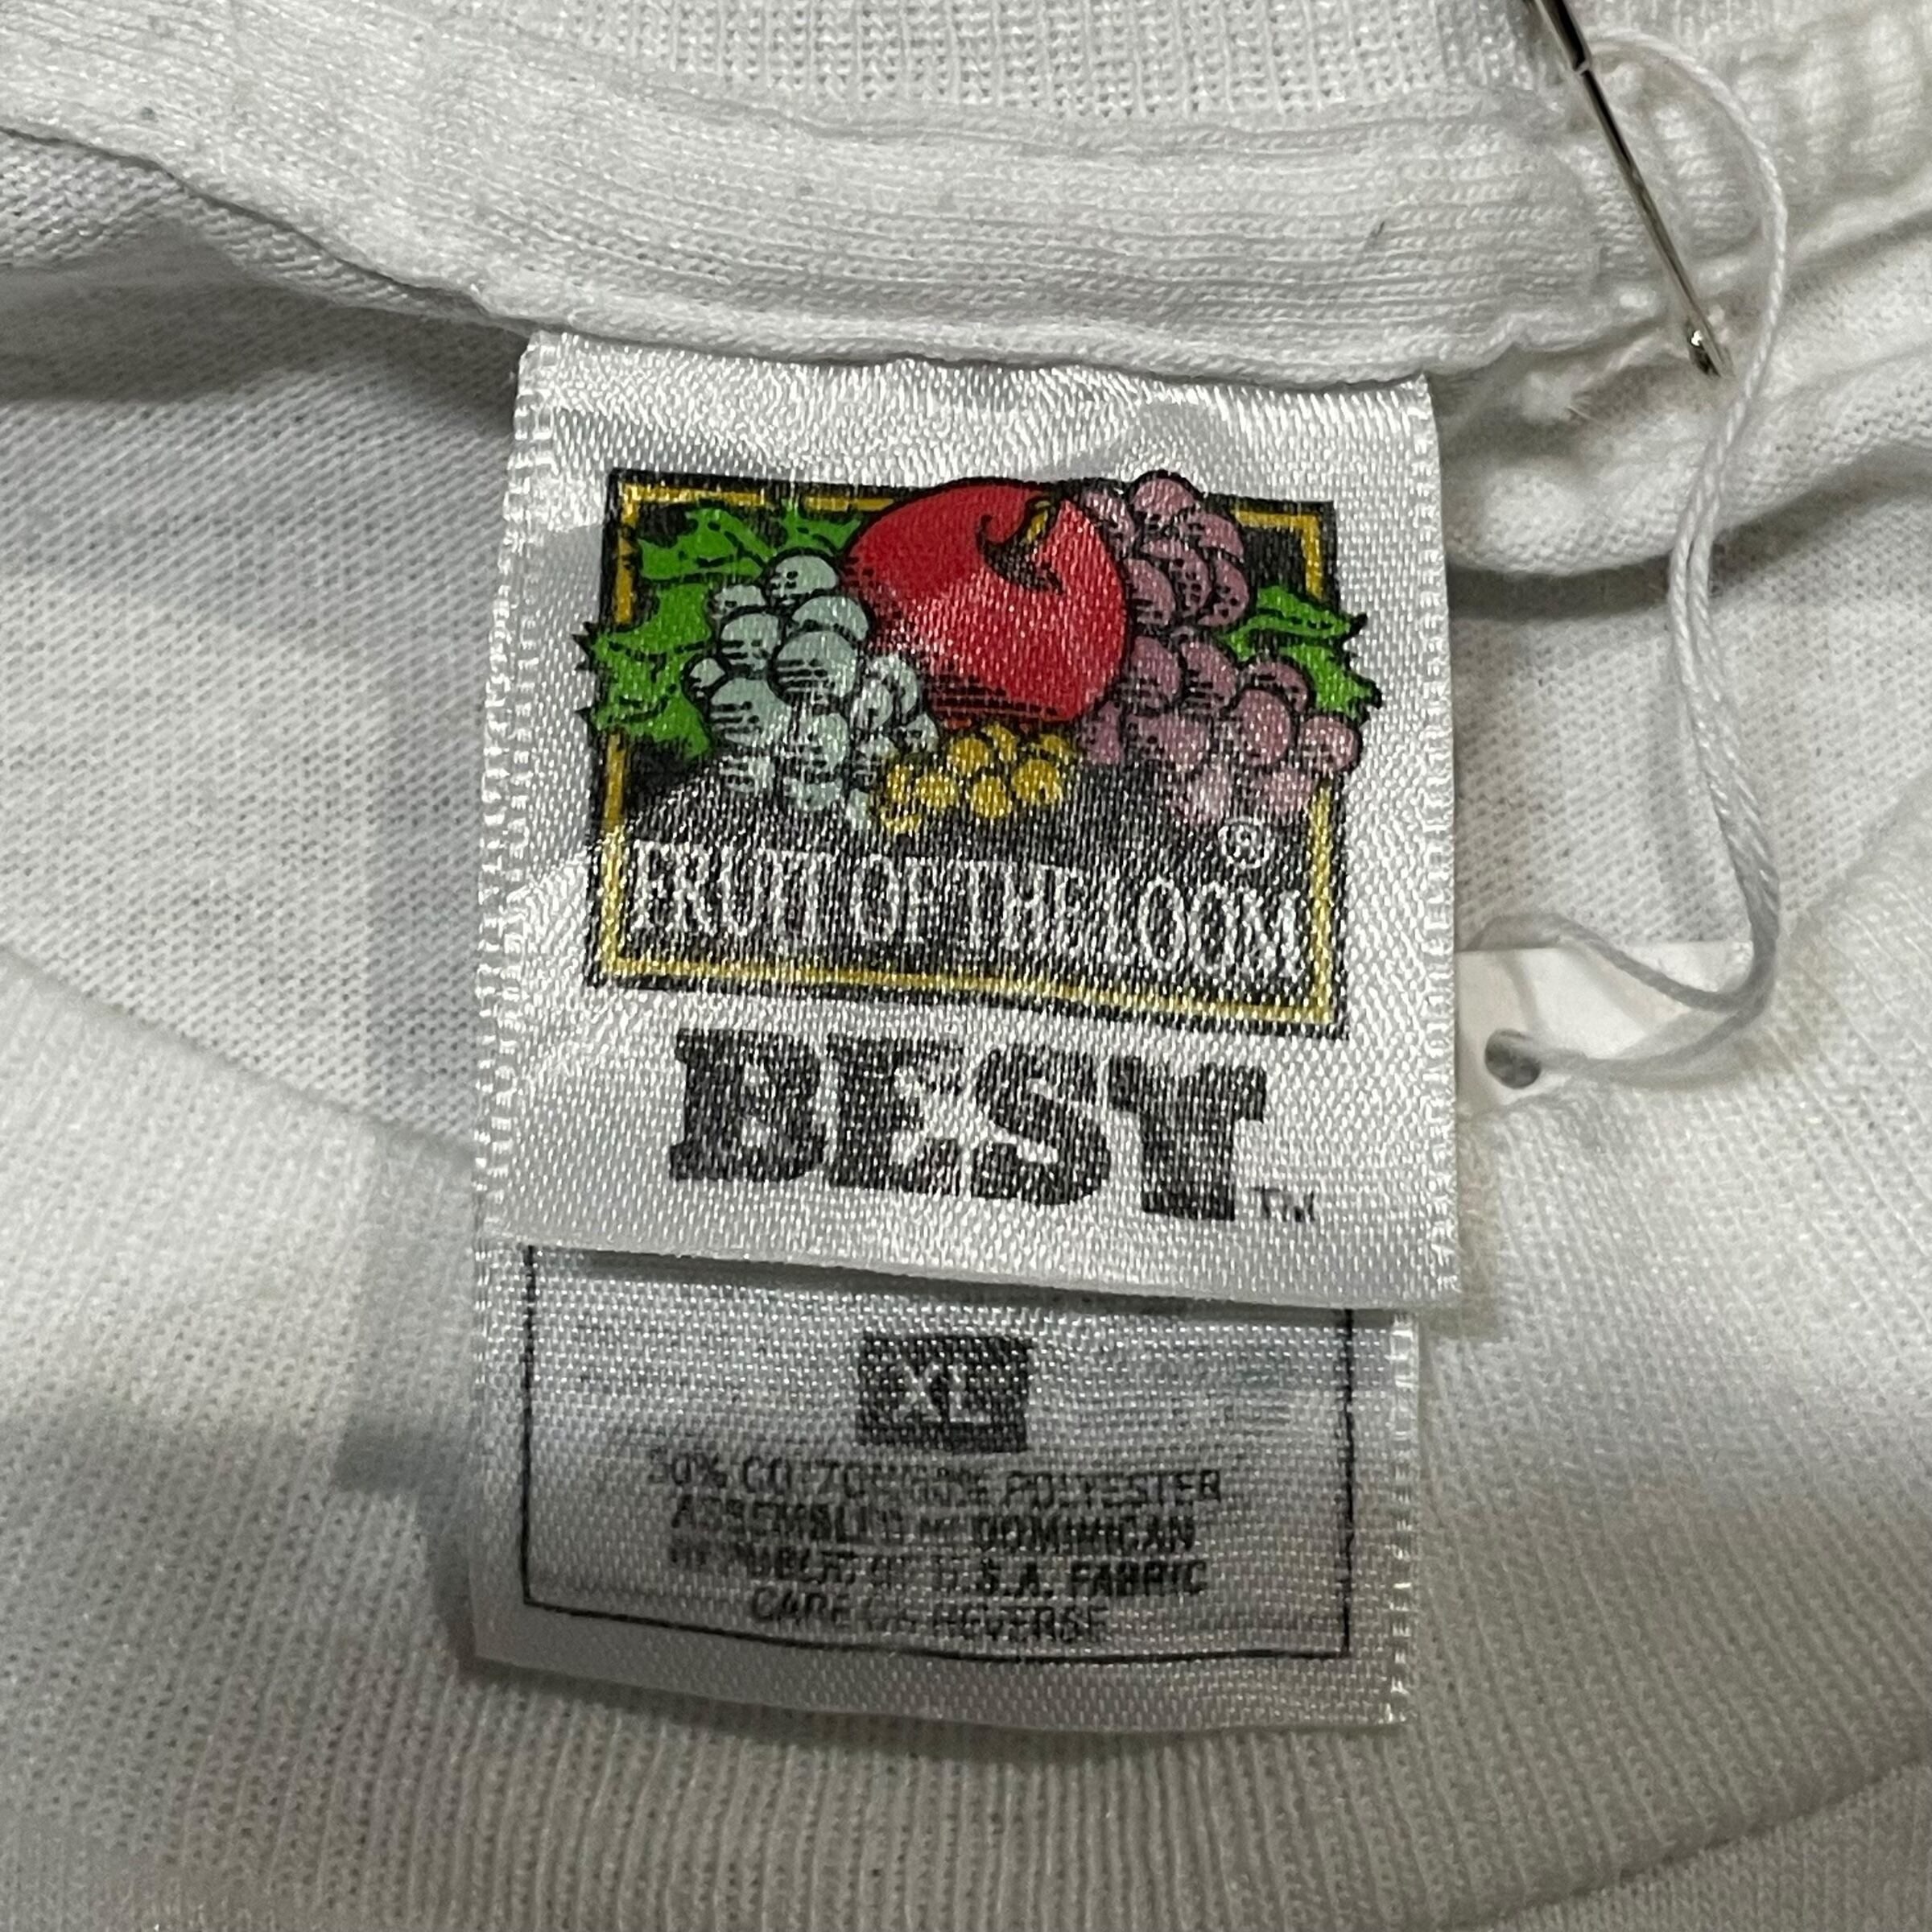 ®
FRUIT OF THE LOOM
BEST™
XL
50% COTTON 50% POLYESTER
ASSEMBLED IN DOMINICAN
REPUBLIC OF U.S.A. FABRIC
CARE ON REVERSE